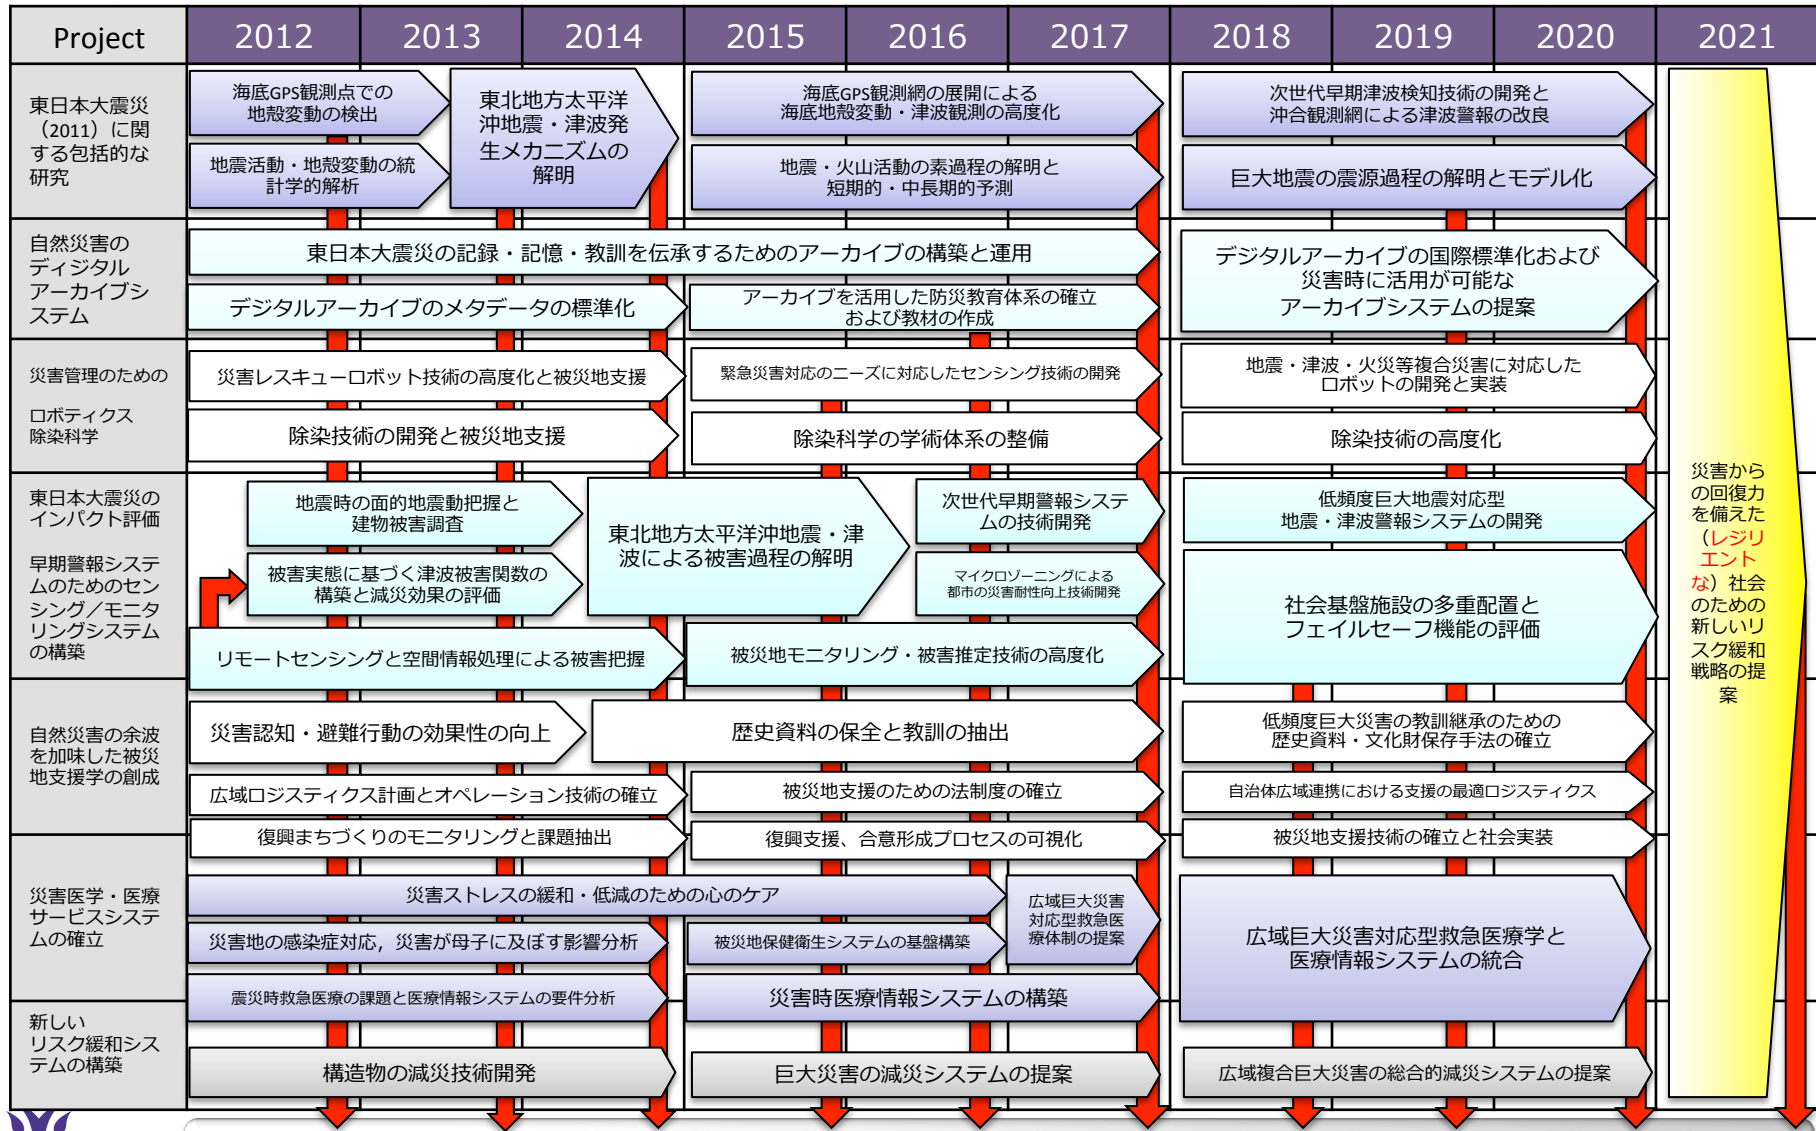 Project 2012 2013 2014 2015 2016 2017 2018 2019 2020 2021
東日本大震災
（2011）に関
する包括的な
研究
海底GPS観測点での
地殻変動の検出
地震活動・地殻変動の統
計学的解析
東北地方太平洋
沖地震・津波発
生メカニズムの
解明
海底GPS観測網の展開による
海底地殻変動・津波観測の高度化
地震・火山活動の素過程の解明と
短期的・中長期的予測
次世代早期津波検知技術の開発と
沖合観測網による津波警報の改良
巨大地震の震源過程の解明とモデル化
自然災害の
ディジタル
アーカイブシ
ステム
東日本大震災の記録・記憶・教訓を伝承するためのアーカイブの構築と運用
デジタルアーカイブのメタデータの標準化
アーカイブを活用した防災教育体系の確立
および教材の作成
デジタルアーカイブの国際標準化および
災害時に活用が可能な
アーカイブシステムの提案
災害管理のための
ロボティクス
除染科学
災害レスキューロボット技術の高度化と被災地支援
除染技術の開発と被災地支援
緊急災害対応のニーズに対応したセンシング技術の開発
除染科学の学術体系の整備
地震・津波・火災等複合災害に対応した
ロボットの開発と実装
除染技術の高度化
東日本大震災の
インパクト評価
早期警報システ
ムのためのセン
シング／モニタ
リングシステム
の構築
地震時の面的地震動把握と
建物被害調査
被害実態に基づく津波被害関数の
構築と減災効果の評価
リモートセンシングと空間情報処理による被害把握
東北地方太平洋沖地震・津
波による被害過程の解明
次世代早期警報システ
ムの技術開発
マイクロゾーニングによる
都市の災害耐性向上技術開発
被災地モニタリング・被害推定技術の高度化
低頻度巨大地震対応型
地震・津波警報システムの開発
社会基盤施設の多重配置と
フェイルセーフ機能の評価
自然災害の余波
を加味した被災
地支援学の創成
災害認知・避難行動の効果性の向上
広域ロジスティクス計画とオペレーション技術の確立
復興まちづくりのモニタリングと課題抽出
歴史資料の保全と教訓の抽出
被災地支援のための法制度の確立
復興支援、合意形成プロセスの可視化
低頻度巨大災害の教訓継承のための
歴史資料・文化財保存手法の確立
自治体広域連携における支援の最適ロジスティクス
被災地支援技術の確立と社会実装
災害医学・医療
サービスシステ
ムの確立
災害ストレスの緩和・低減のための心のケア
災害地の感染症対応，災害が母子に及ぼす影響分析
震災時救急医療の課題と医療情報システムの要件分析
被災地保健衛生システムの基盤構築
広域巨大災害
対応型救急医
療体制の提案
災害時医療情報システムの構築
広域巨大災害対応型救急医療学と
医療情報システムの統合
新しい
リスク緩和シス
テムの構築
構造物の減災技術開発
巨大災害の減災システムの提案
広域複合巨大災害の総合的減災システムの提案
災害から
の回復力
を備えた
（レジリ
エント
な）社会
のための
新しいリ
スク緩和
戦略の提
案